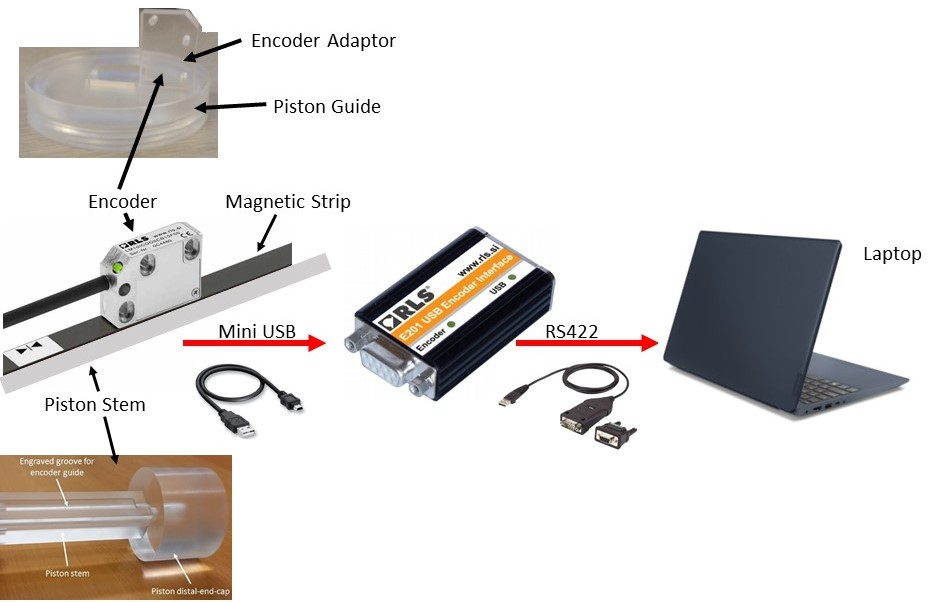 Encoder Adaptor
Piston Guide
Encoder
Magnetic Strip
RLS www.rls.si
RLS®
www.rls.si
E201 USB Encoder Interface
Encoder
USB
Laptop
Mini USB
RS422
Piston Stem
Engraved groove for
encoder guide
Piston stem
Piston distal-end-cap